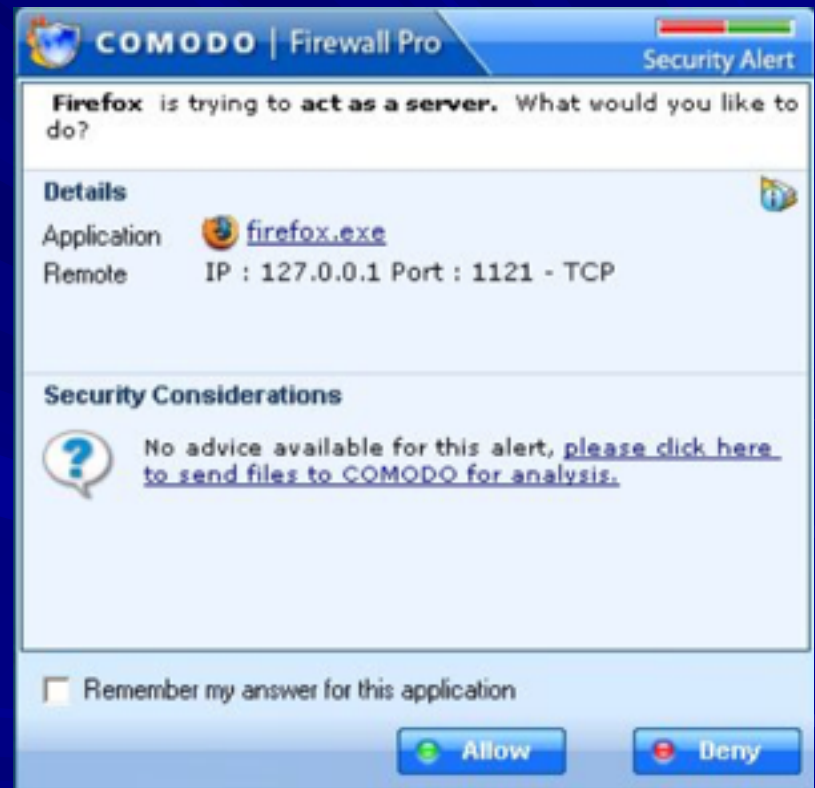 COMODO | Firewall Pro
Security Alert
Firefox is trying to act as a server. What would you like to
do?
Details
Application firefox.exe
Remote IP : 127.0.0.1 Port : 1121 - TCP
Security Considerations
No advice available for this alert, please click here
to send files to COMODO for analysis.
Remember my answer for this application
Allow Deny